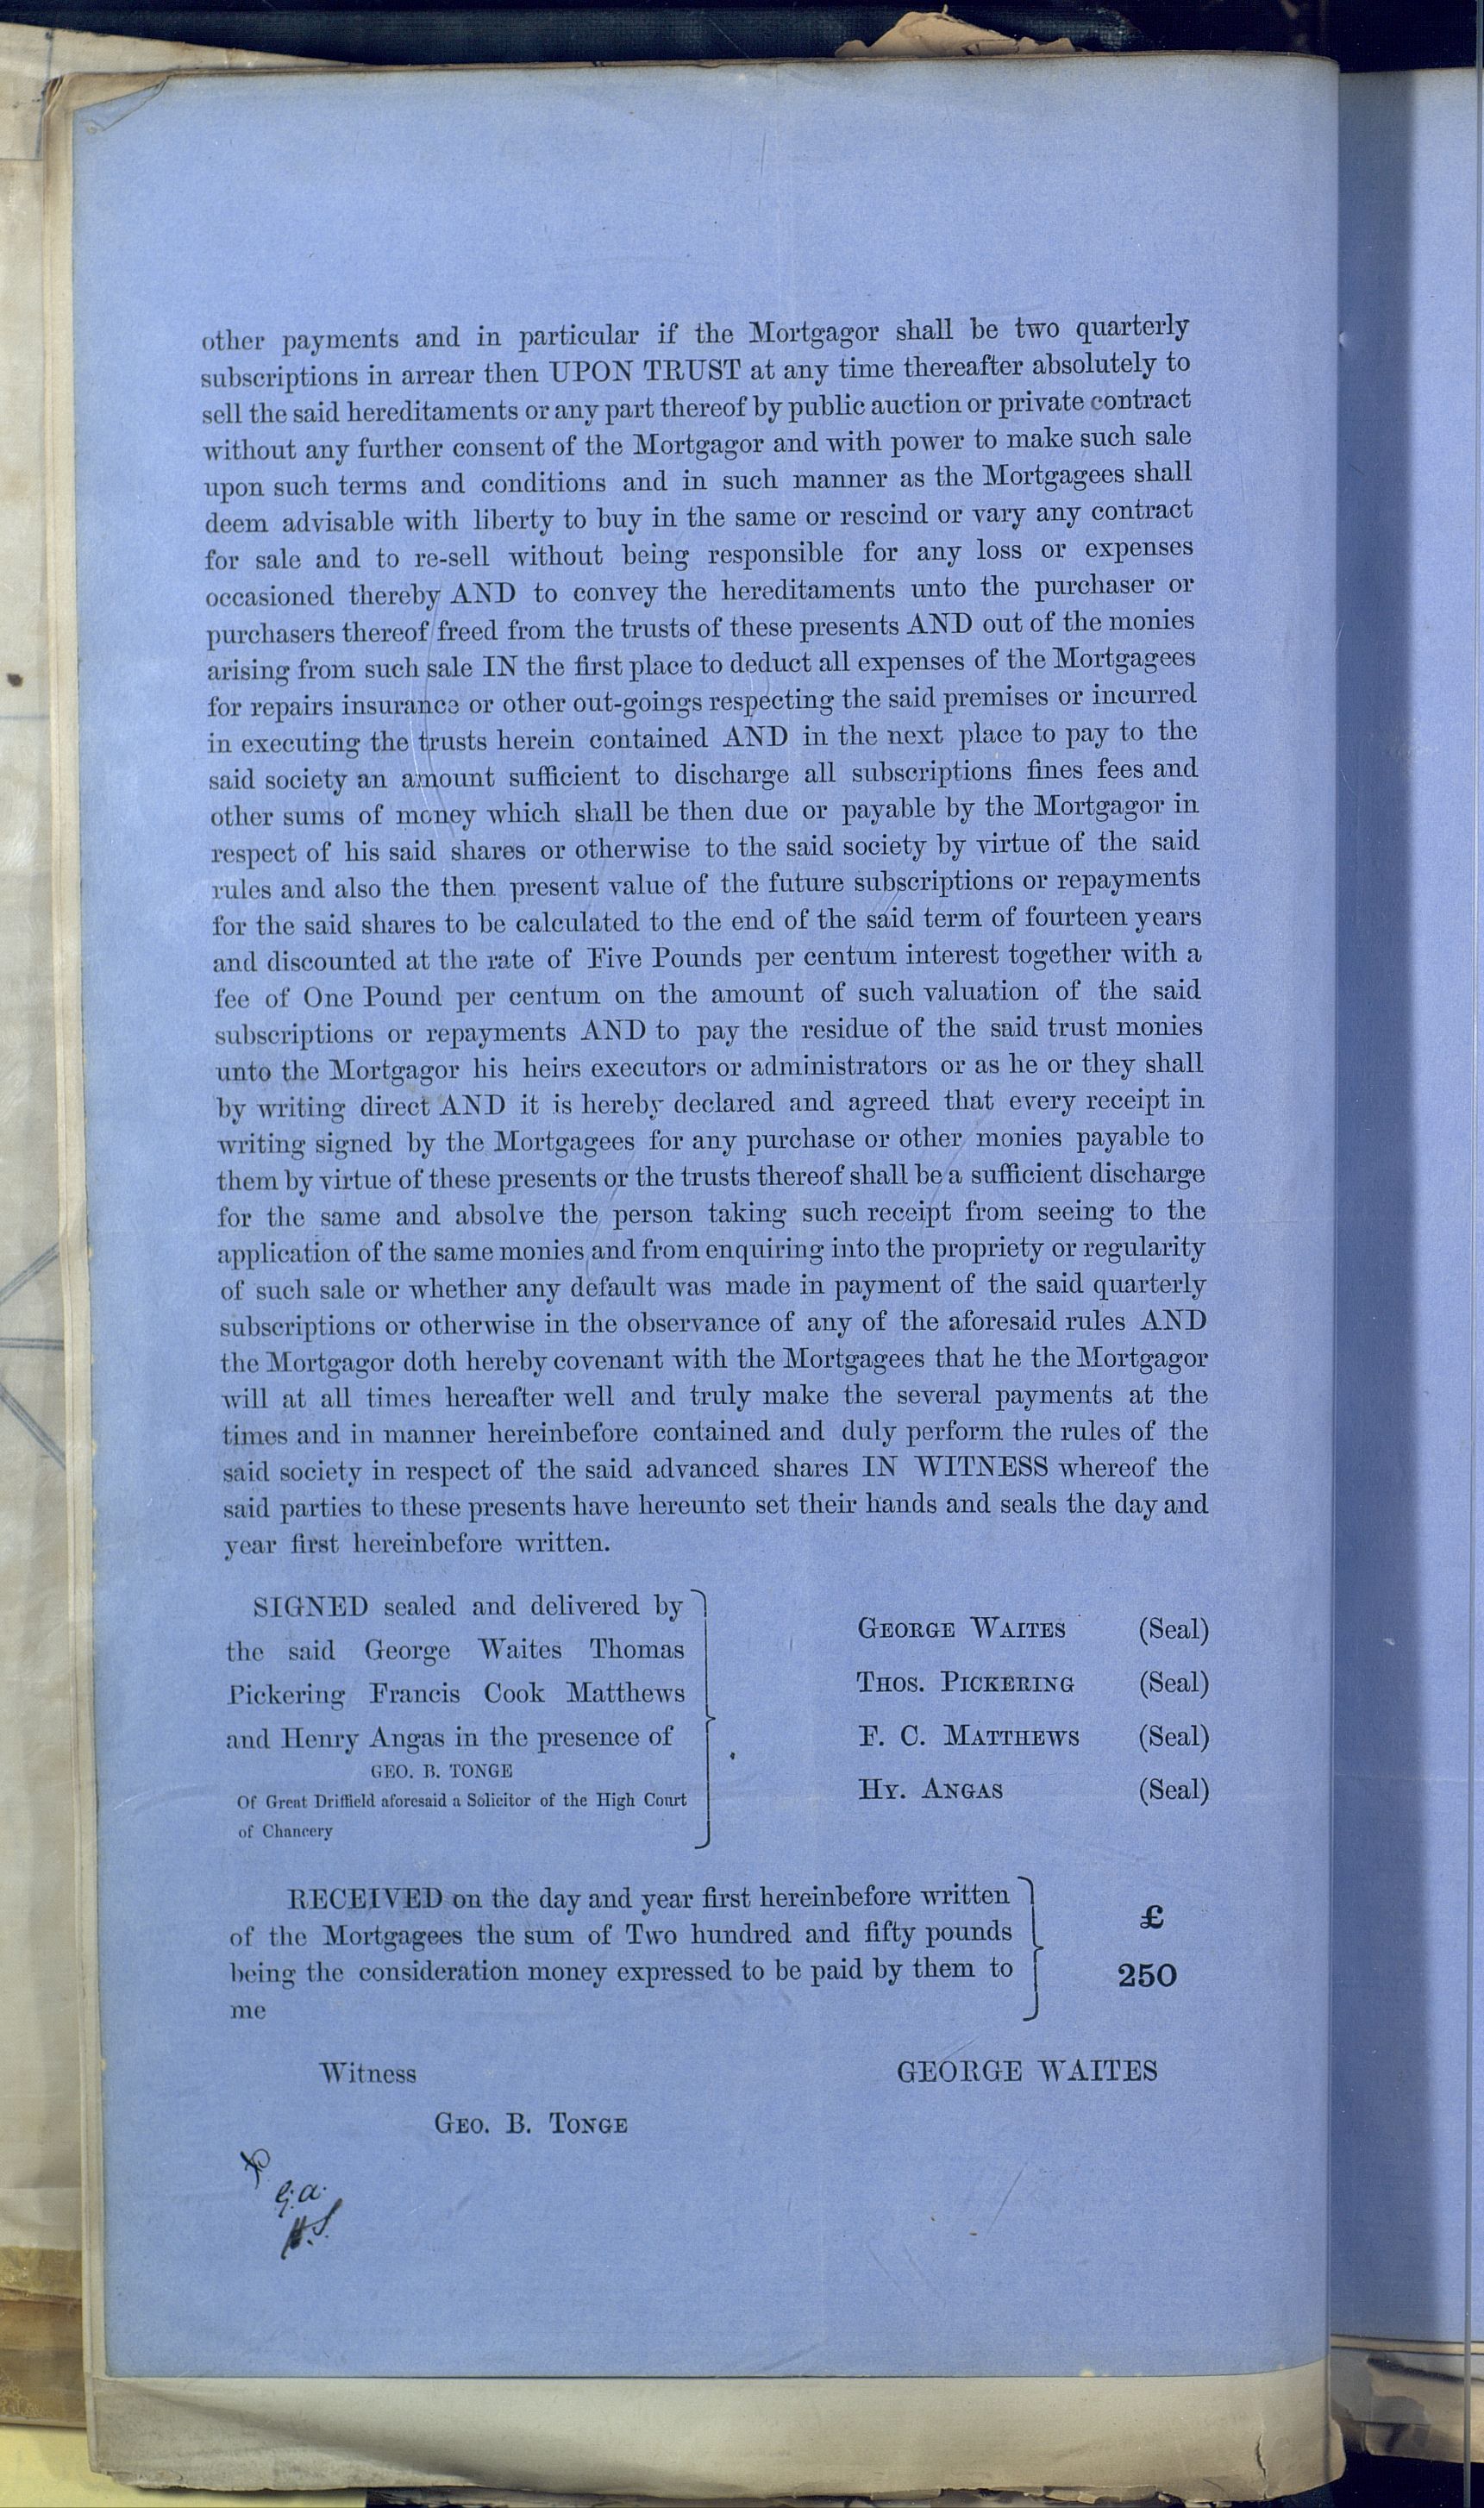 other payments and in particular if the Mortgagor shall be two quarterly
subscriptions in arrear then UPON TRUST at any time thereafter absolutely to
sell the said hereditaments or any part thereof by public auction or private contract
without any further consent of the Mortgagor and with power to make such sale
upon such terms and conditions and in such manner as the Mortgagees shall
deem advisable with liberty to buy in the same or rescind or vary any contract
for sale and to re-sell without being responsible for any loss or expenses
occasioned thereby AND to convey the hereditaments unto the purchaser or
purchasers thereof freed from the trusts of these presents AND out of the monies
arising from such sale IN the first place to deduct all expenses of the Mortgagees
for repairs insurance or other out-goings respecting the said premises or incurred
in executing the trusts herein contained AND in the next place to pay to the
said society an amount sufficient to discharge all subscriptions fines fees and
other sums of money which shall be then due or payable by the Mortgagor in
respect of his said shares or otherwise to the said society by virtue of the said
rules and also the then present value of the future subscriptions or repayments
for the said shares to be calculated to the end of the said term of fourteen years
and discounted at the rate of Five Pounds per centum interest together with a
fee of One Pound per centum on the amount of such valuation of the said
subscriptions or repayments AND to pay the residue of the said trust monies
unto the Mortgagor his heirs executors or administrators or as he or they shall
by writing direct AND it is hereby declared and agreed that every receipt in
writing signed by the Mortgagees for any purchase or other monies payable to
them by virtue of these presents or the trusts thereof shall be a sufficient discharge
for the same and absolve the person taking such receipt from seeing to the
application of the same monies and from enquiring into the propriety or regularity
of such sale or whether any default was made in payment of the said quarterly
subscriptions or otherwise in the observance of any of the aforesaid rules AND
the Mortgagor doth hereby covenant with the Mortgagees that he the Mortgagor
will at all times hereafter well and truly make the several payments at the
times and in manner hereinbefore contained and duly perform the rules of the
said society in respect of the said advanced shares IN WITNESS whereof the
said parties to these presents have hereunto set their hands and seals the day and
year first hereinbefore written.
SIGNED sealed and delivered by
the said George Waites Thomas
Pickering Francis Cook Matthews
and Henry Angas in the presence of
GEO. B. TONGE
Of Great Driffield aforesaid a Solicitor of the High Court
of Chancery
GEORGE WAITES (Seal)
THOS. PICKERING (Seal)
F. C. MATTHEWS (Seal)
HY. ANGAS (Seal)
RECEIVED on the day and year first hereinbefore written
of the Mortgagees the sum of Two hundred and fifty pounds
being the consideration money expressed to be paid by them to
me
£
250
Witness GEORGE WAITES
GEO. B. TONGE
G.a.
H.S.